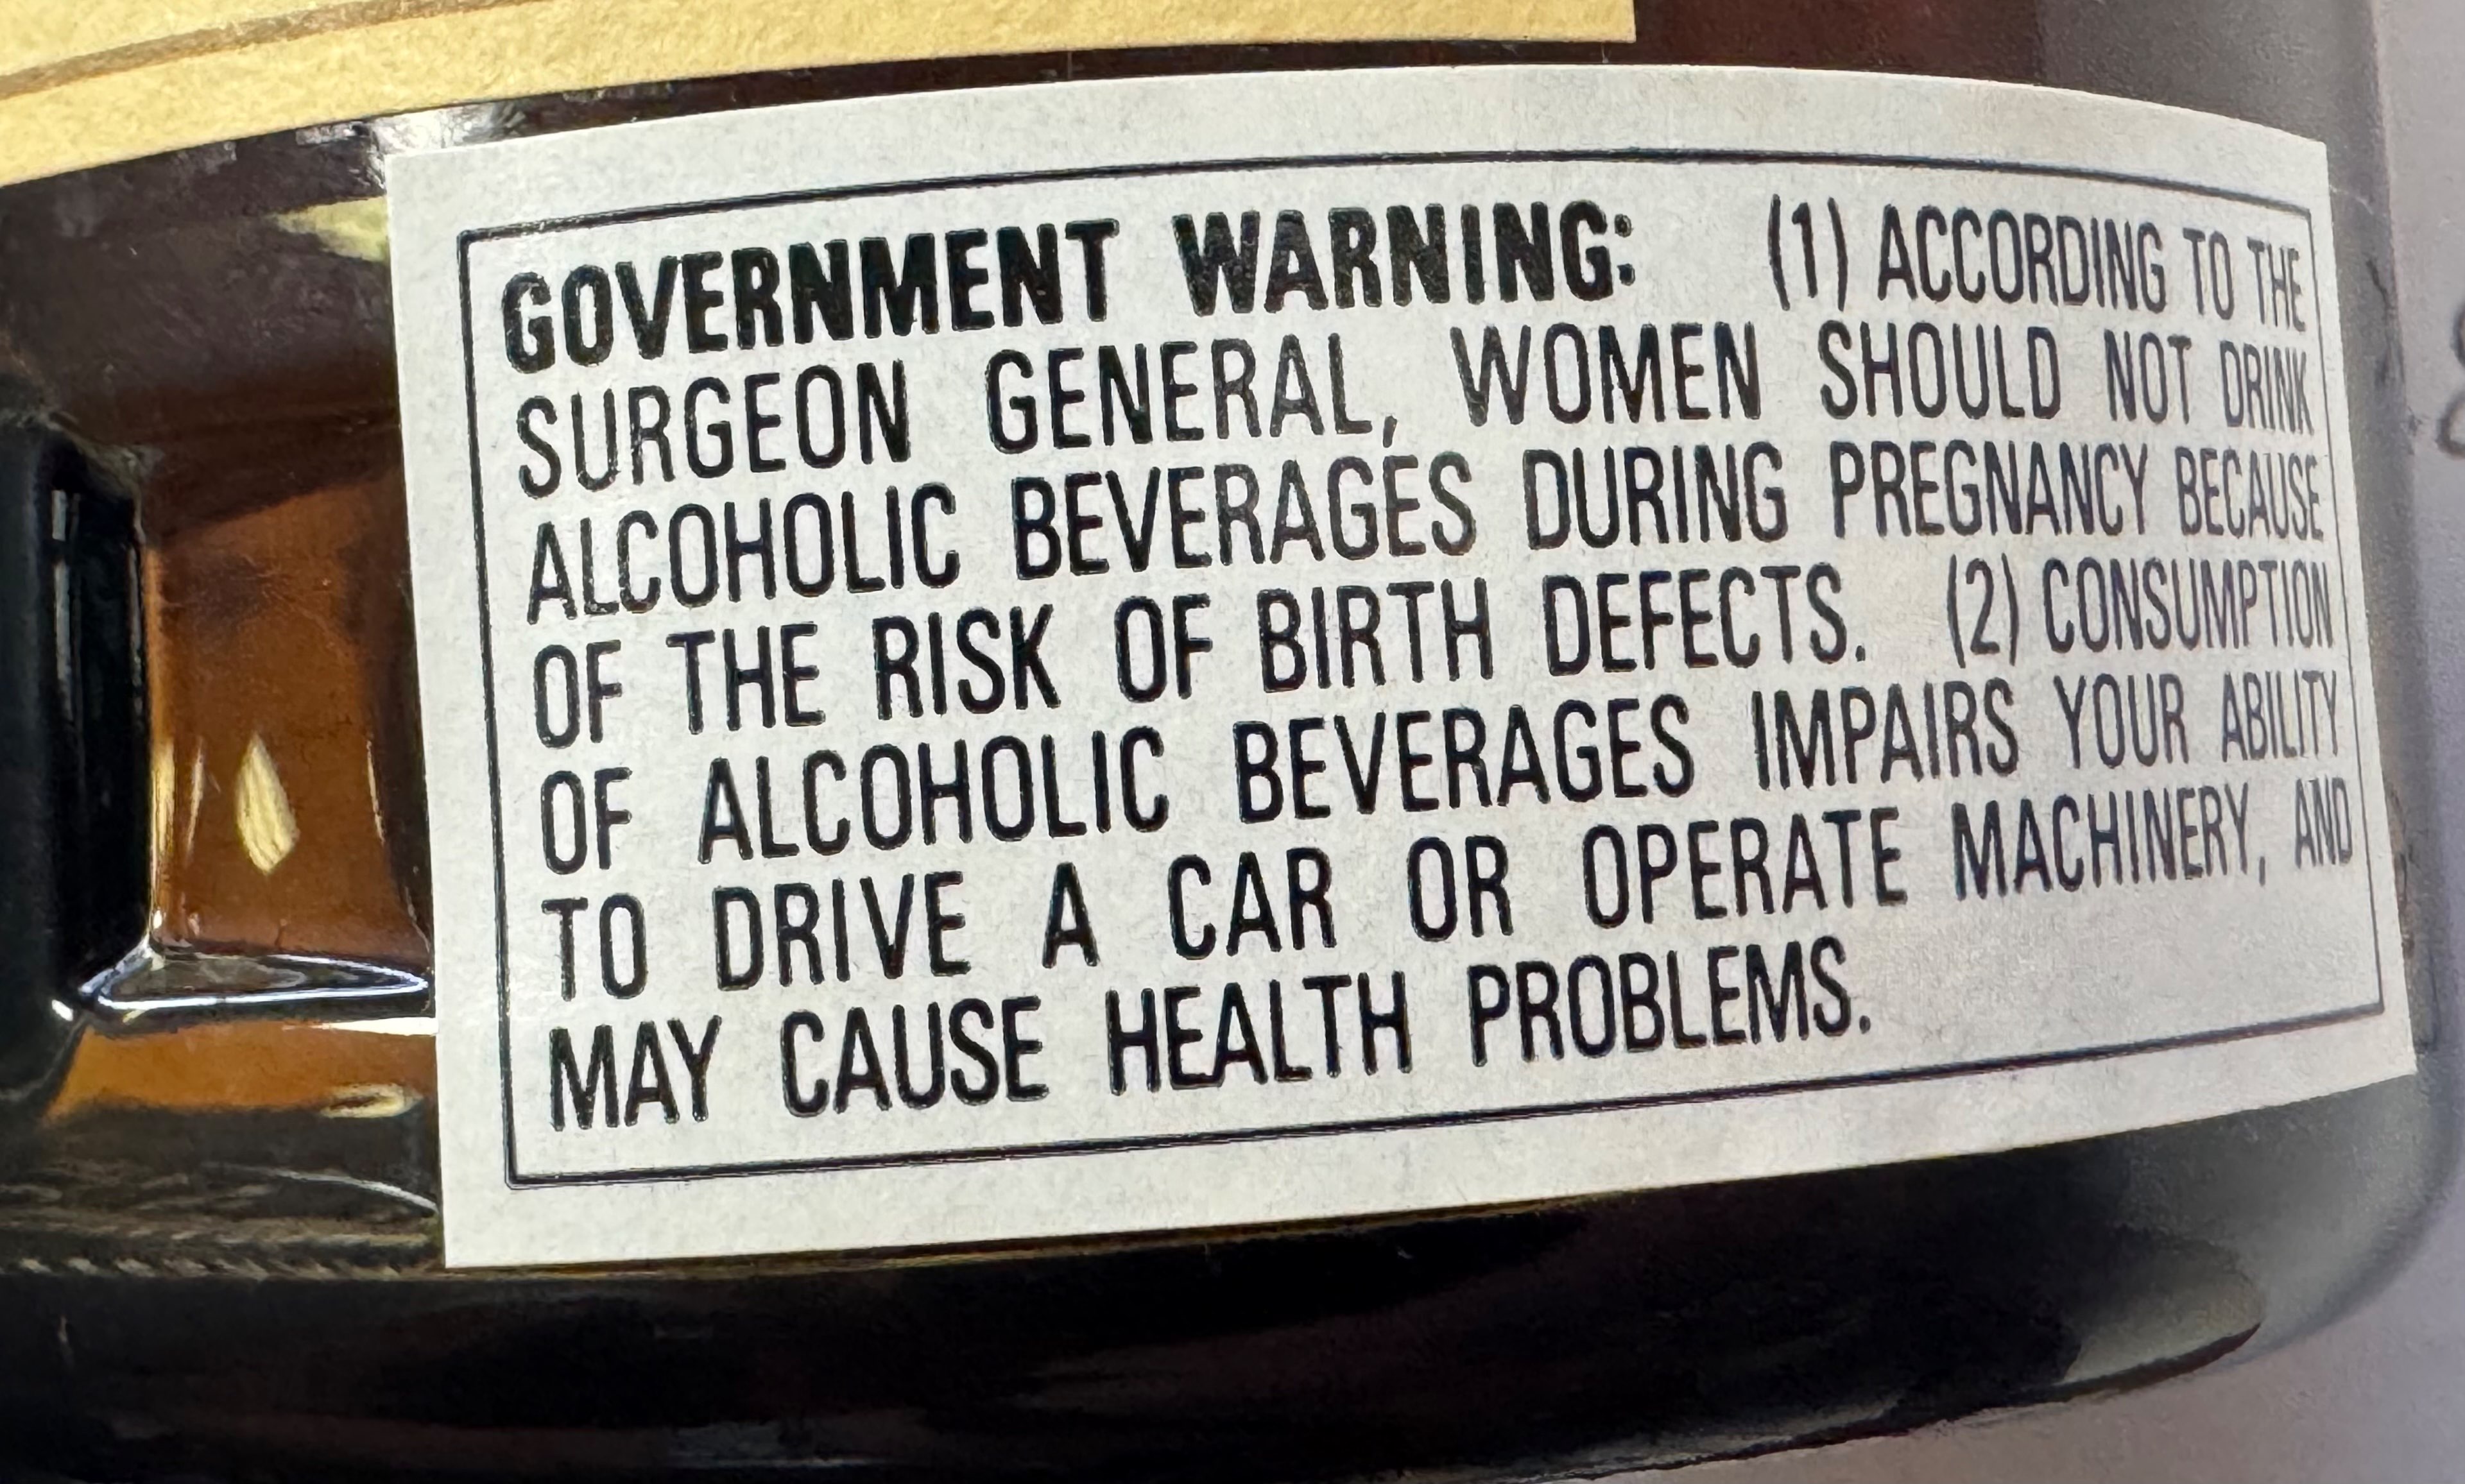 GOVERNMENT WARNING: (1) ACCORDING TO THE
SURGEON GENERAL, WOMEN SHOULD NOT DRINK
ALCOHOLIC BEVERAGES DURING PREGNANCY BECAUSE
OF THE RISK OF BIRTH DEFECTS. (2) CONSUMPTION
OF ALCOHOLIC BEVERAGES IMPAIRS YOUR ABILITY
TO DRIVE A CAR OR OPERATE MACHINERY, AND
MAY CAUSE HEALTH PROBLEMS.